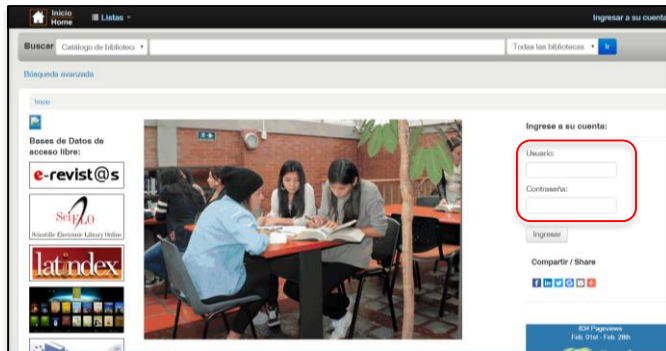 Inicio
Home
Listas
Ingresar a su cuenta
Buscar
Catálogo de biblioteca
Todas las bibliotecas
Ir
Búsqueda avanzada
Inicio
Bases de Datos de
acceso libre:
e-revist@s
SciELO
Scientific Electronic Library Online
latindex
Ingrese a su cuenta:
Usuario:
Contraseña:
Ingresar
Compartir / Share
834 Pageviews
Feb. 01st - Feb. 28th